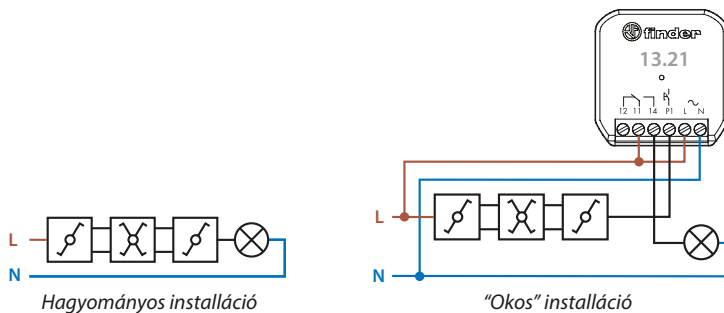 finder
13.21
12 11 14 P1 L N
L
N
Hagyományos installáció
L
N
“Okos” installáció